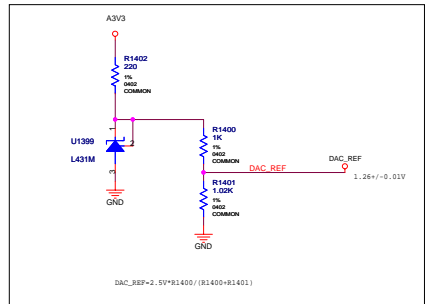 A3V3
R1402
220
1%
0402
COMMON
1
U1399
2
L431M
3
GND
R1400
1K
1%
0402
COMMON
DAC_REF
DAC_REF
1.26+/-0.01V
R1401
1.02K
1%
0402
COMMON
GND
DAC_REF=2.5V*R1400/(R1400+R1401)